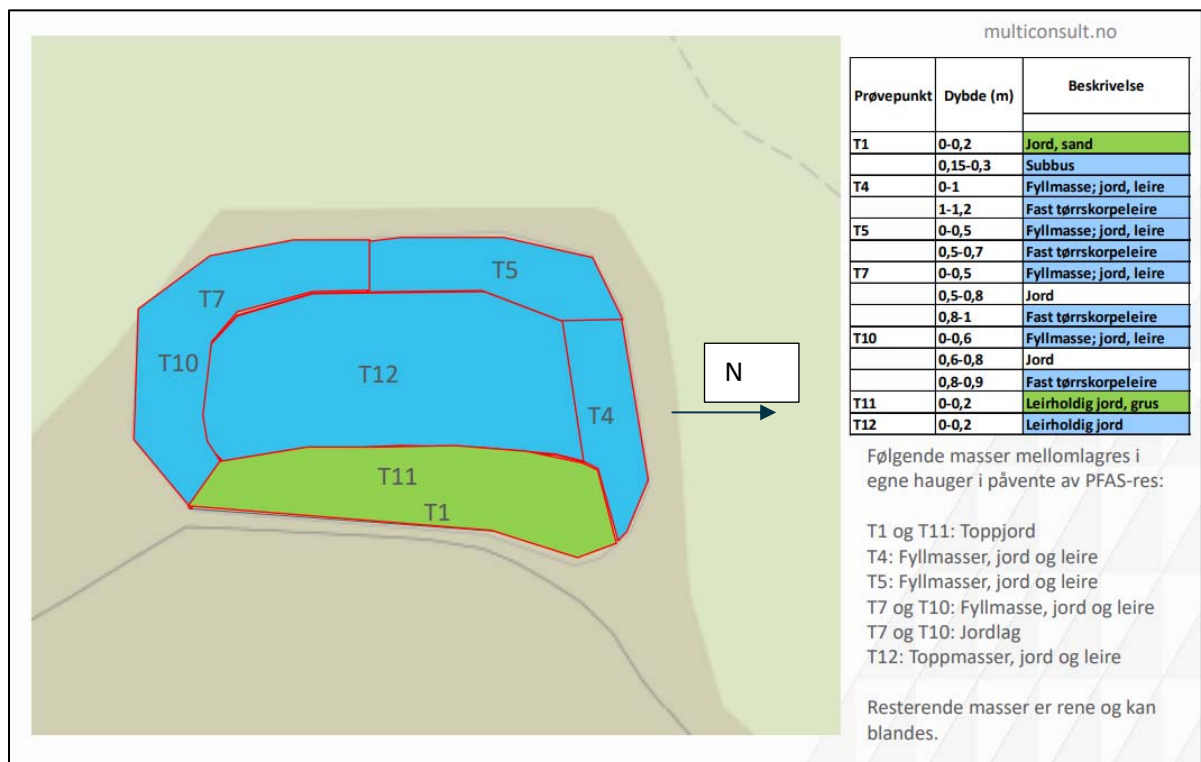 multiconsult.no
Prøvepunkt Dybde (m) Beskrivelse
T1 0-0,2 Jord, sand
0,15-0,3 Subbus
T4 0-1 Fyllmasse; jord, leire
1-1,2 Fast tørrskorpeleire
T5 0-0,5 Fyllmasse; jord, leire
0,5-0,7 Fast tørrskorpeleire
T7 0-0,5 Fyllmasse; jord, leire
0,5-0,8 Jord
0,8-1 Fast tørrskorpeleire
T10 0-0,6 Fyllmasse; jord, leire
0,6-0,8 Jord
0,8-0,9 Fast tørrskorpeleire
T11 0-0,2 Leirholdig jord, grus
T12 0-0,2 Leirholdig jord
T5
T7
T10
T12
T4
T11
T1
N
Følgende masser mellomlagres i
egne hauger i påvente av PFAS-res:
T1 og T11: Toppjord
T4: Fyllmasser, jord og leire
T5: Fyllmasser, jord og leire
T7 og T10: Fyllmasse, jord og leire
T7 og T10: Jordlag
T12: Toppmasser, jord og leire
Resterende masser er rene og kan
blandes.